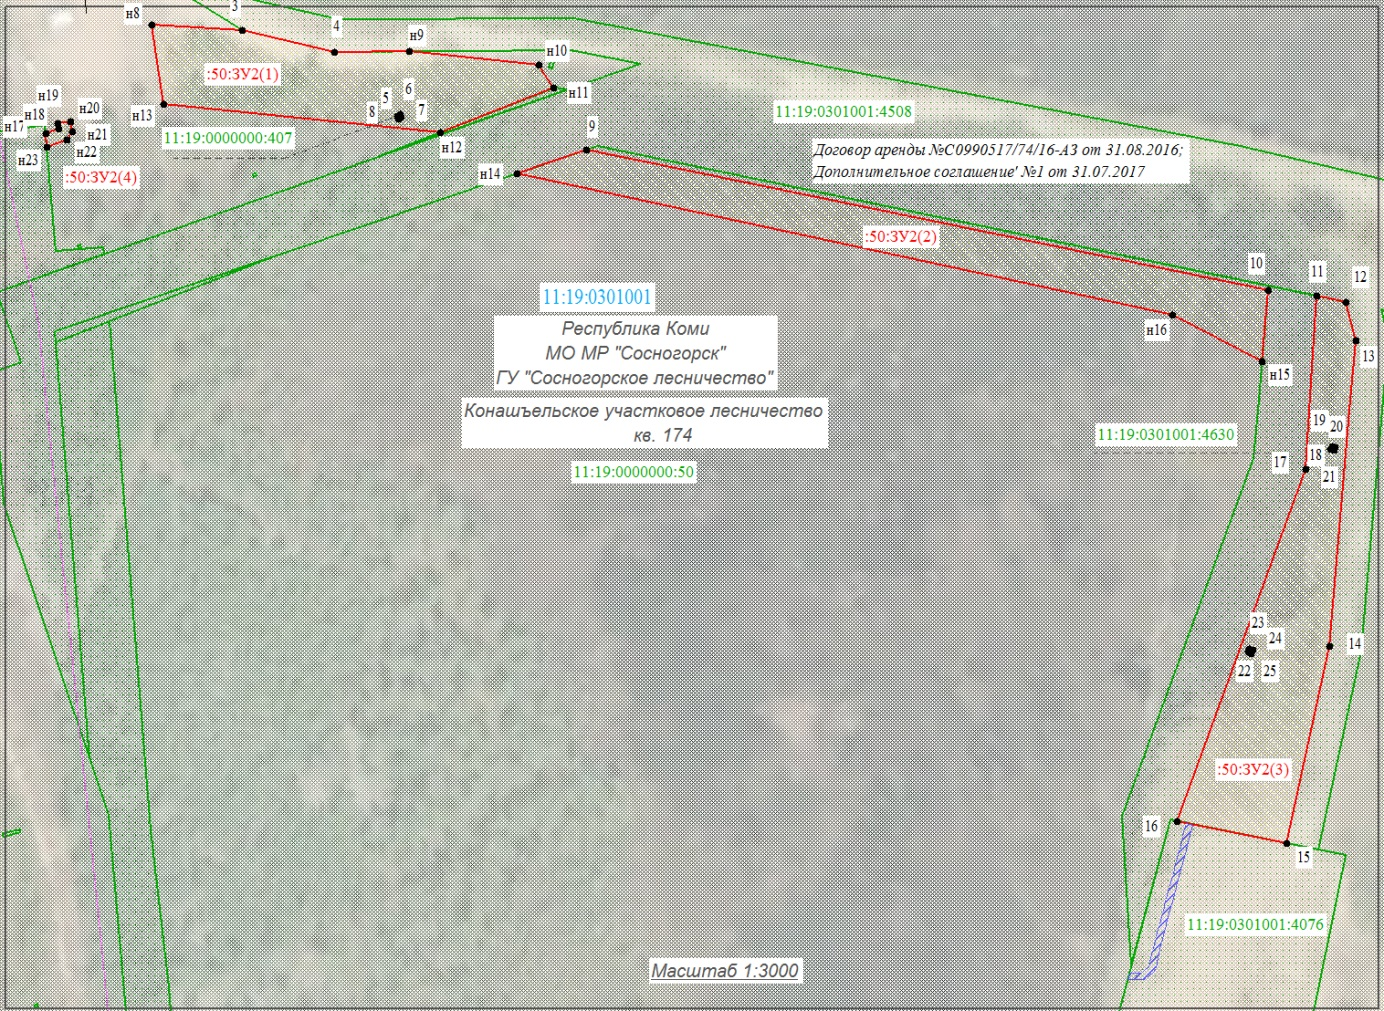 н8
3
4
н9
н10
:50:ЗУ2(1)
н11
н19
н18
н20
н17
н21
н13
н22
н23
5
6
8
7
11:19:0000000:407
н12
:50:ЗУ2(4)
9
н14
11:19:0301001:4508
Договор аренды №С0990517/74/16-АЗ от 31.08.2016;
Дополнительное соглашение' №1 от 31.07.2017
:50:ЗУ2(2)
10
11
12
11:19:0301001
н16
Республика Коми
МО МР "Сосногорск"
ГУ "Сосногорское лесничество"
13
н15
Конашъельское участковое лесничество
кв. 174
11:19:0301001:4630
19
20
17
18
21
11:19:0000000:50
23
24
14
22
25
:50:ЗУ2(3)
16
15
11:19:0301001:4076
Масштаб 1:3000